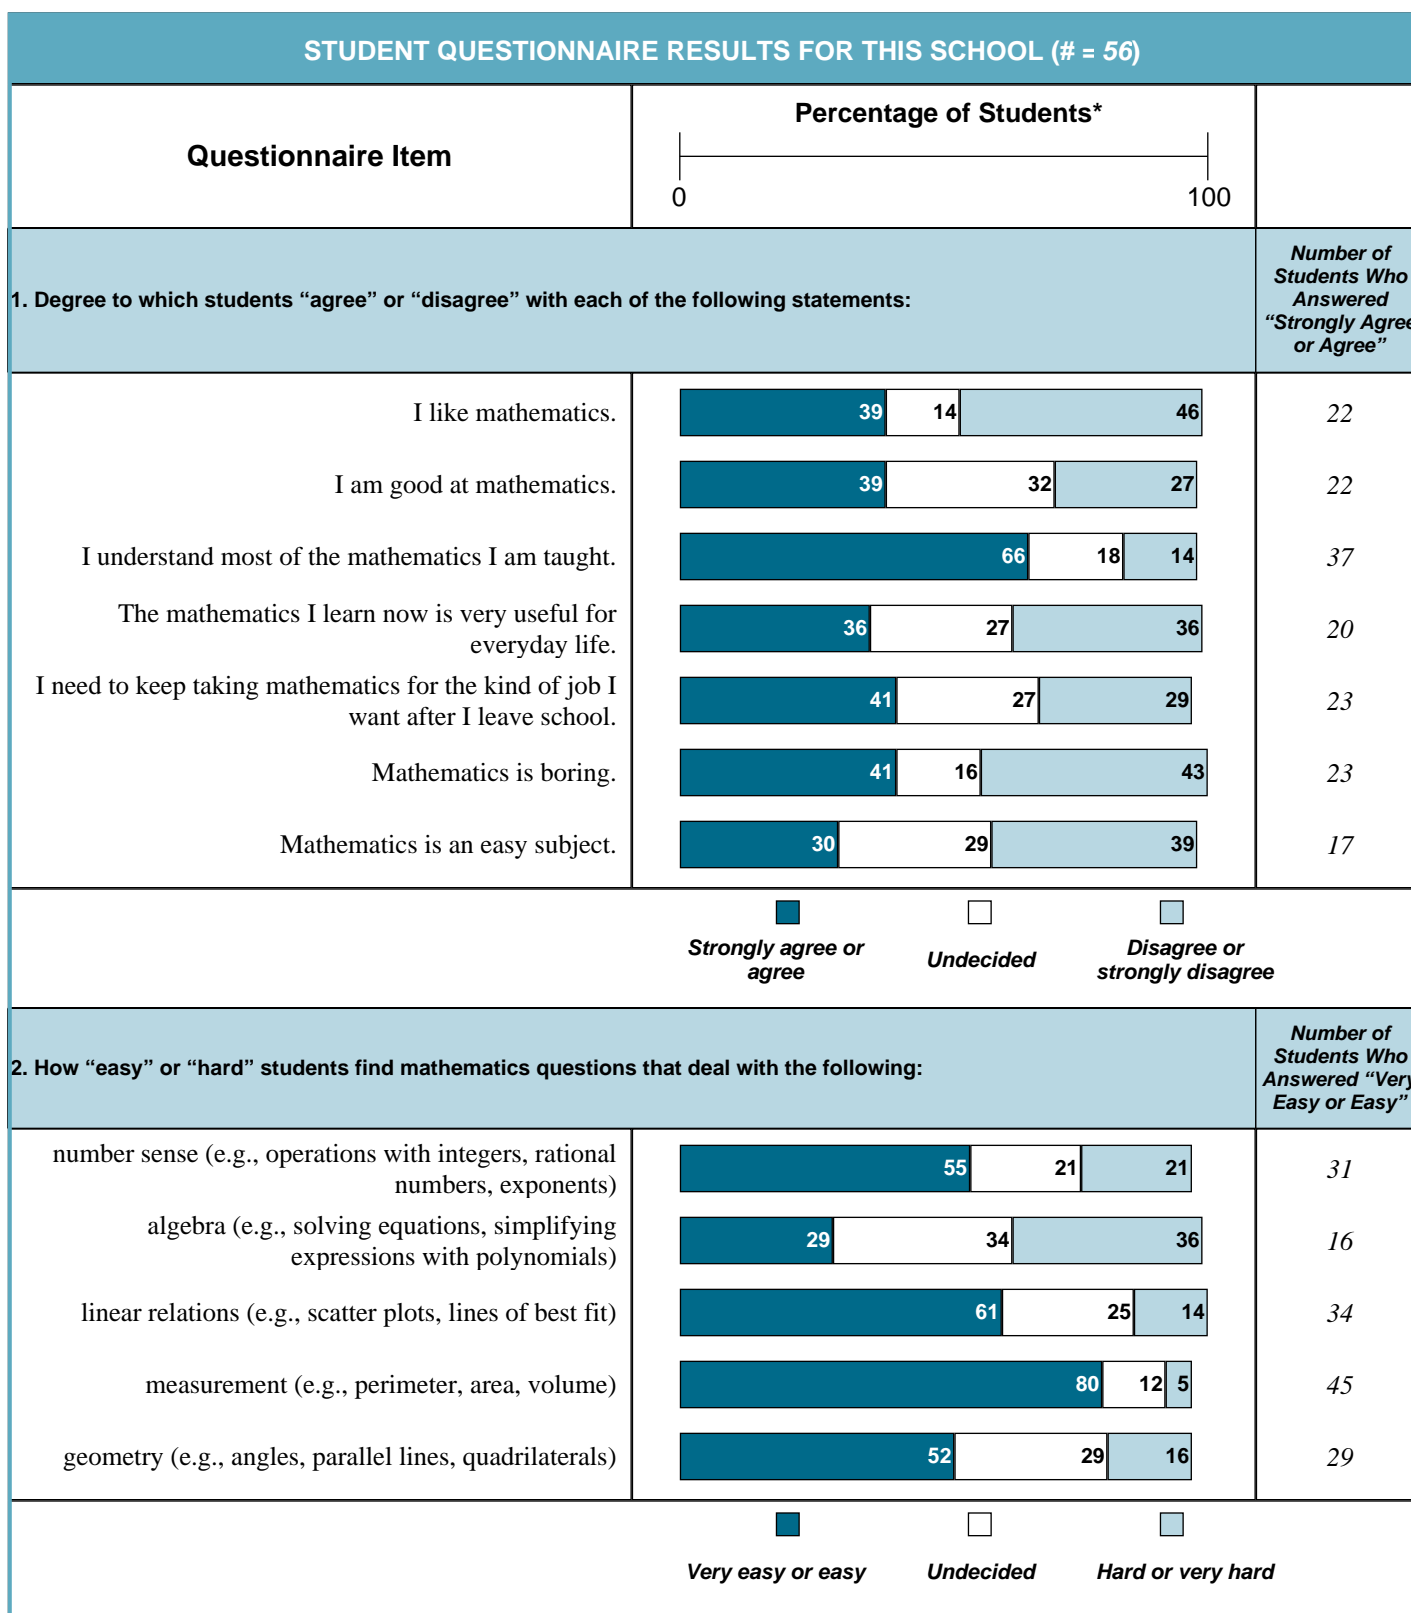 STUDENT QUESTIONNAIRE RESULTS FOR THIS SCHOOL (# = 56)
Questionnaire Item
Percentage of Students*
0 100
1. Degree to which students “agree” or “disagree” with each of the following statements:
Number of
Students Who
Answered
“Strongly Agree
or Agree”
I like mathematics. 39 14 46 22
I am good at mathematics. 39 32 27 22
I understand most of the mathematics I am taught. 66 18 14 37
The mathematics I learn now is very useful for
everyday life. 36 27 36 20
I need to keep taking mathematics for the kind of job I
want after I leave school. 41 27 29 23
Mathematics is boring. 41 16 43 23
Mathematics is an easy subject. 30 29 39 17
Strongly agree or
agree
Undecided
Disagree or
strongly disagree
2. How “easy” or “hard” students find mathematics questions that deal with the following:
Number of
Students Who
Answered “Very
Easy or Easy”
number sense (e.g., operations with integers, rational
numbers, exponents) 55 21 21 31
algebra (e.g., solving equations, simplifying
expressions with polynomials) 29 34 36 16
linear relations (e.g., scatter plots, lines of best fit) 61 25 14 34
measurement (e.g., perimeter, area, volume) 80 12 5 45
geometry (e.g., angles, parallel lines, quadrilaterals) 52 29 16 29
Very easy or easy Undecided Hard or very hard